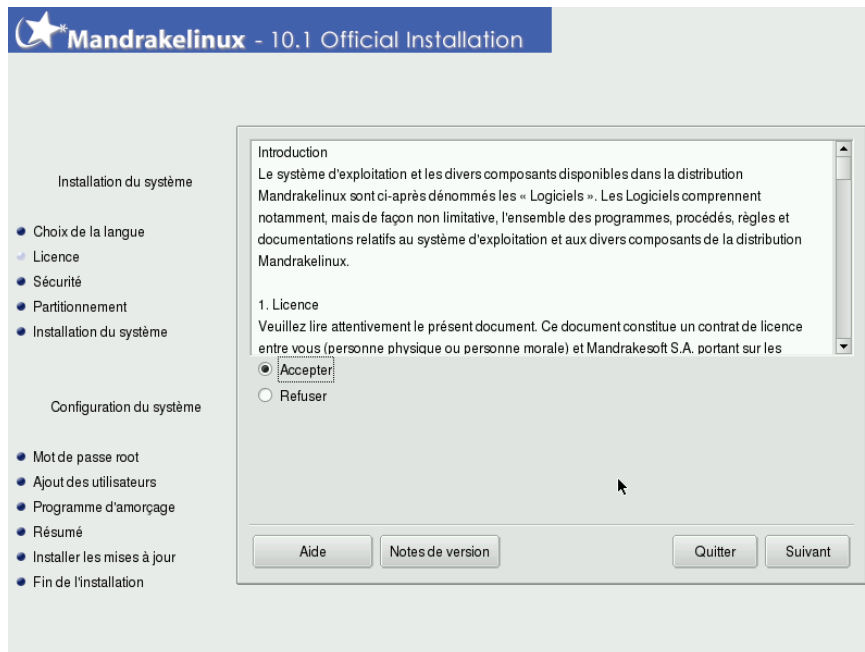 Mandrakelinux - 10.1 Official Installation
Installation du système
Choix de la langue
Licence
Sécurité
Partitionnement
Installation du système
Configuration du système
Mot de passe root
Ajout des utilisateurs
Programme d'amorçage
Résumé
Installer les mises à jour
Fin de l'installation
Introduction
Le système d'exploitation et les divers composants disponibles dans la distribution
Mandrakelinux sont ci-après dénommés les « Logiciels ». Les Logiciels comprennent
notamment, mais de façon non limitative, l'ensemble des programmes, procédés, règles et
documentations relatifs au système d'exploitation et aux divers composants de la distribution
Mandrakelinux.
1. Licence
Veuillez lire attentivement le présent document. Ce document constitue un contrat de licence
entre vous (personne physique ou personne morale) et Mandrakesoft S.A. portant sur les
Accepter
Refuser
Aide
Notes de version
Quitter
Suivant